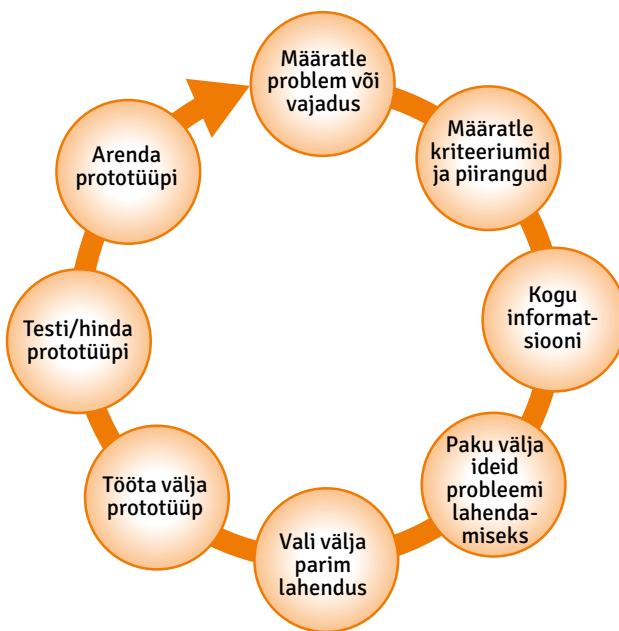 Määratle
problem või
vajadus
Määratle
kriteeriumid
ja piirangud
Kogu
informat-
siooni
Paku välja
ideid
probleemi
lahenda-
miseks
Vali välja
parim
lahendus
Tööta välja
prototüüp
Testi/hinda
prototüüpi
Arenda
prototüüpi